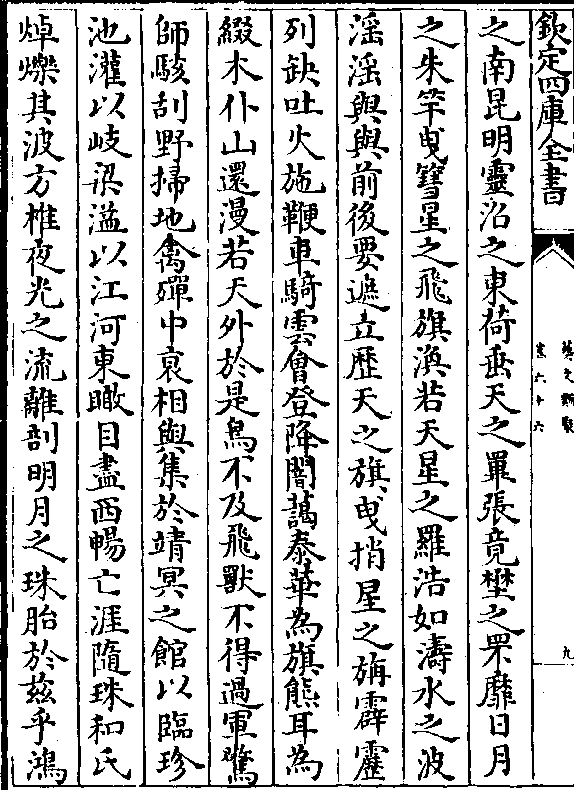 欽定四庫全書
藝文類聚
卷六十六
九
之南昆明靈沼之東荷垂天之罼張竟壄之罘靡日月
之朱竿曳篲星之飛旗渙若天星之羅浩如濤水之波
淫淫與與前後要遮立歴天之旗曳捎星之旃霹靂
列缺吐火施鞭車騎雲會登降闇藹泰華為旗熊耳為
綴木仆山還漫若天外於是鳥不及飛獸不得過軍驚
師駭刮野掃地禽殫中衰相與集於靖冥之館以臨珍
池灌以岐梁溢以江河東瞰目盡西暢亡涯隨珠和氏
焯爍其波方椎夜光之流離剖明月之珠胎於兹乎鴻